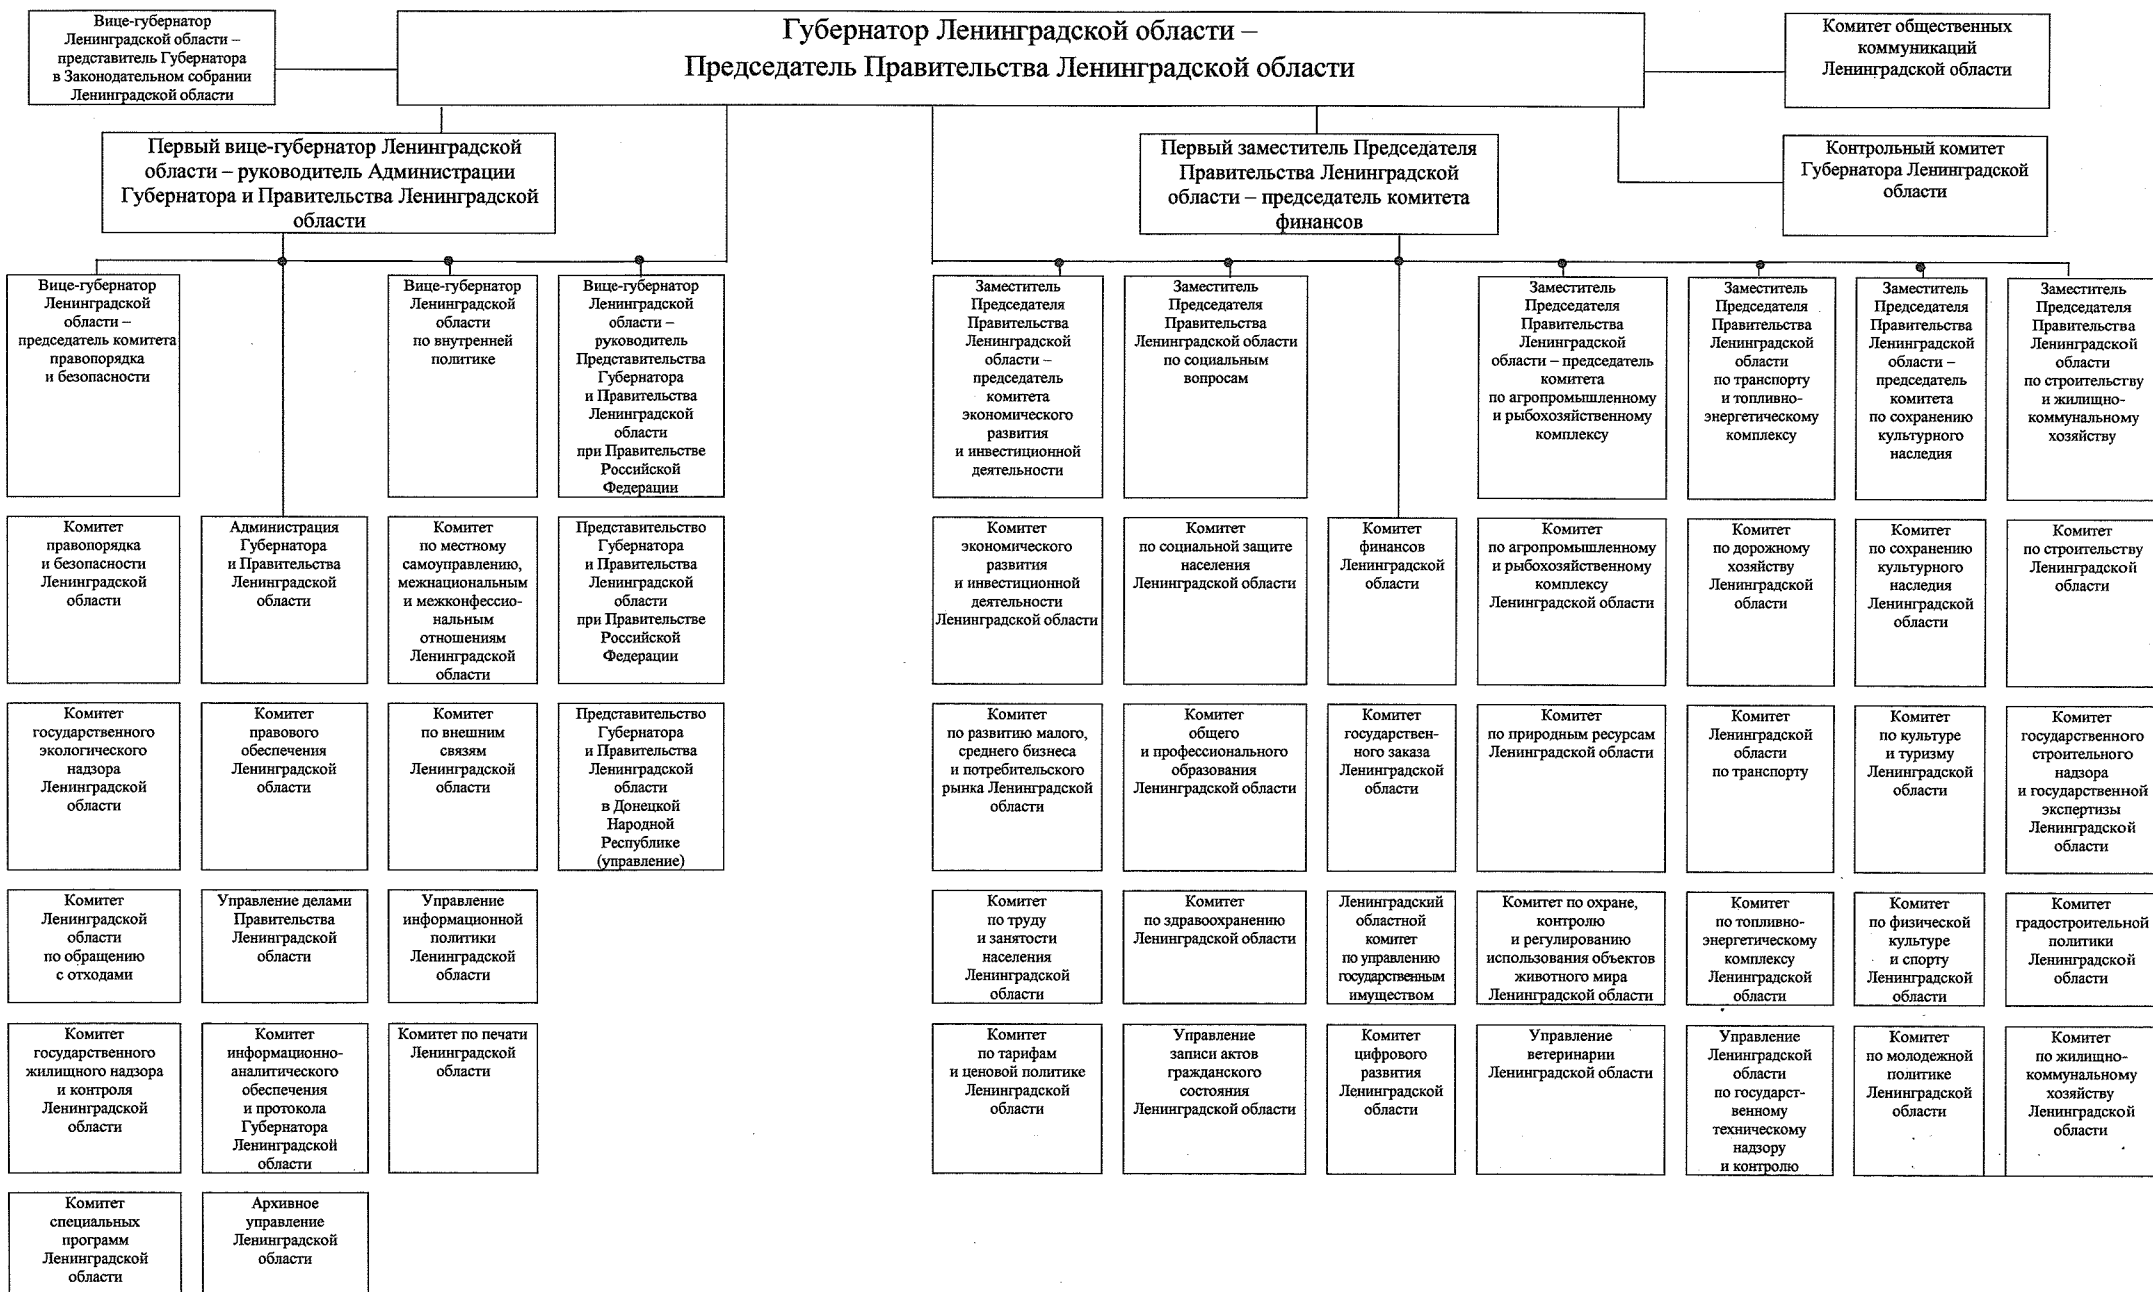 Вице-губернатор
Ленинградской области –
представитель Губернатора
в Законодательном собрании
Ленинградской области
Губернатор Ленинградской области –
Председатель Правительства Ленинградской области
Комитет общественных
коммуникаций
Ленинградской области
Первый вице-губернатор Ленинградской
области – руководитель Администрации
Губернатора и Правительства Ленинградской
области
Первый заместитель Председателя
Правительства Ленинградской
области – председатель комитета
финансов
Контрольный комитет
Губернатора Ленинградской
области
Вице-губернатор
Ленинградской
области –
председатель комитета
правопорядка
и безопасности
Вице-губернатор
Ленинградской
области
по внутренней
политике
Вице-губернатор
Ленинградской
области –
руководитель
Представительства
Губернатора
и Правительства
Ленинградской
области
при Правительстве
Российской
Федерации
Заместитель
Председателя
Правительства
Ленинградской
области –
председатель
комитета
экономического
развития
и инвестиционной
деятельности
Заместитель
Председателя
Правительства
Ленинградской области
по социальным
вопросам
Заместитель
Председателя
Правительства
Ленинградской
области – председатель
комитета
по агропромышленному
и рыбохозяйственному
комплексу
Заместитель
Председателя
Правительства
Ленинградской
области
по транспорту
и топливно-
энергетическому
комплексу
Заместитель
Председателя
Правительства
Ленинградской
области –
председатель
комитета
по сохранению
культурного
наследия
Заместитель
Председателя
Правительства
Ленинградской
области
по строительству
и жилищно-
коммунальному
хозяйству
Комитет
правопорядка
и безопасности
Ленинградской
области
Администрация
Губернатора
и Правительства
Ленинградской
области
Комитет
по местному
самоуправлению,
межнациональным
и межконфессио-
нальным
отношениям
Ленинградской
области
Представительство
Губернатора
и Правительства
Ленинградской
области
при Правительстве
Российской
Федерации
Комитет
экономического
развития
и инвестиционной
деятельности
Ленинградской области
Комитет
по социальной защите
населения
Ленинградской области
Комитет
финансов
Ленинградской
области
Комитет
по агропромышленному
и рыбохозяйственному
комплексу
Ленинградской области
Комитет
по дорожному
хозяйству
Ленинградской
области
Комитет
по сохранению
культурного
наследия
Ленинградской
области
Комитет
по строительству
Ленинградской
области
Комитет
государственного
экологического
надзора
Ленинградской
области
Комитет
правового
обеспечения
Ленинградской
области
Комитет
по внешним
связям
Ленинградской
области
Представительство
Губернатора
и Правительства
Ленинградской
области
в Донецкой
Народной
Республике
(управление)
Комитет
по развитию малого,
среднего бизнеса
и потребительского
рынка Ленинградской
области
Комитет
общего
и профессионального
образования
Ленинградской области
Комитет
государствен-
ного заказа
Ленинградской
области
Комитет
по природным ресурсам
Ленинградской области
Комитет
Ленинградской
области
по транспорту
Комитет
по культуре
и туризму
Ленинградской
области
Комитет
государственного
строительного
надзора
и государственной
экспертизы
Ленинградской
области
Комитет
Ленинградской
области
по обращению
с отходами
Управление делами
Правительства
Ленинградской
области
Управление
информационной
политики
Ленинградской
области
Комитет
по труду
и занятости
населения
Ленинградской
области
Комитет
по здравоохранению
Ленинградской области
Ленинградский
областной
комитет
по управлению
государственным
имуществом
Комитет по охране,
контролю
и регулированию
использования объектов
животного мира
Ленинградской области
Комитет
по топливно-
энергетическому
комплексу
Ленинградской
области
Комитет
по физической
культуре
и спорту
Ленинградской
области
Комитет
градостроительной
политики
Ленинградской
области
Комитет
государственного
жилищного надзора
и контроля
Ленинградской
области
Комитет
информационно-
аналитического
обеспечения
и протокола
Губернатора
Ленинградской
области
Комитет по печати
Ленинградской
области
Комитет
по тарифам
и ценовой политике
Ленинградской
области
Управление
записи актов
гражданского
состояния
Ленинградской области
Комитет
цифрового
развития
Ленинградской
области
Управление
ветеринарии
Ленинградской области
Управление
Ленинградской
области
по государст-
венному
техническому
надзору
и контролю
Комитет
по молодежной
политике
Ленинградской
области
Комитет
по жилищно-
коммунальному
хозяйству
Ленинградской
области
Комитет
специальных
программ
Ленинградской
области
Архивное
управление
Ленинградской
области